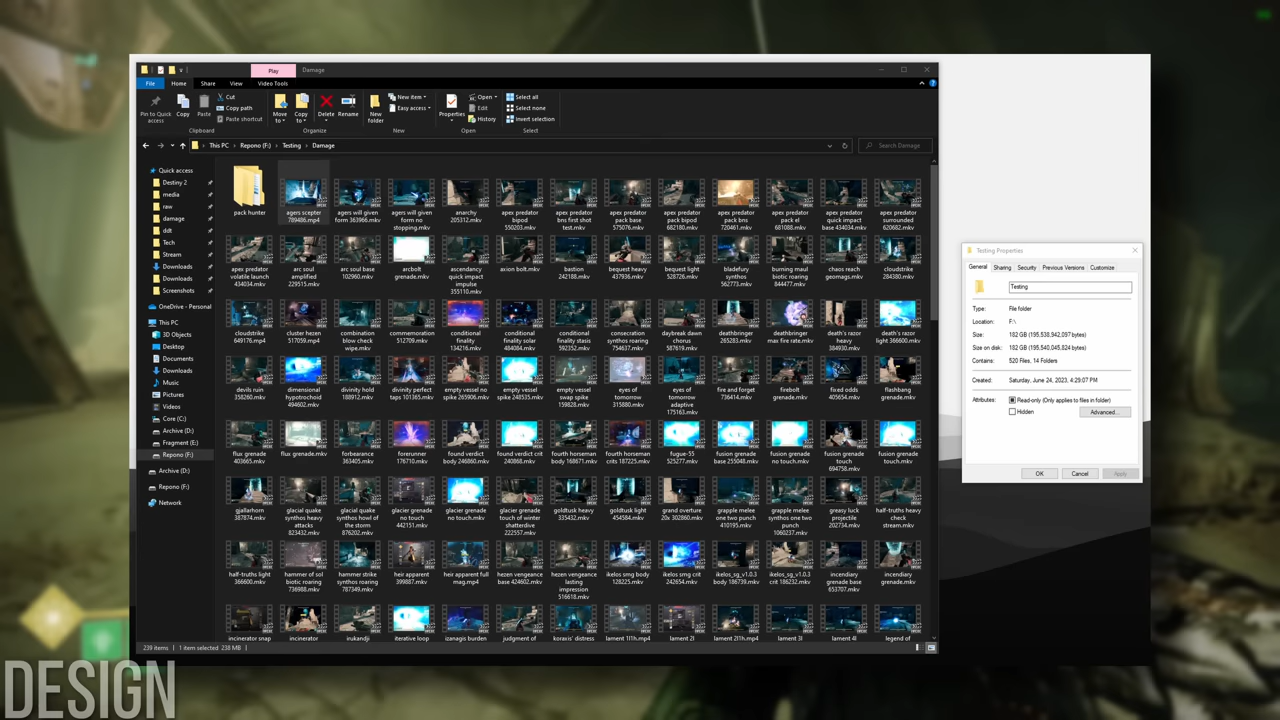 Play
Damage
File
Home
Share
View
Video Tools
Pin to Quick
access
Copy
Paste
Cut
Copy path
Paste shortcut
Clipboard
Move
to
Copy
to
Delete
Rename
Organize
New
folder
New item
Easy access
New
Properties
Open
Edit
History
Open
Select all
Select none
Invert selection
Select
This PC
Repono (F:)
Testing
Damage
Search Damage
Quick access
Destiny 2
media
raw
damage
ddt
Tech
Stream
Downloads
Downloads
Screenshots
OneDrive - Personal
This PC
3D Objects
Desktop
Documents
Downloads
Music
Pictures
Videos
Core (C:)
Archive (D:)
Fragment (E:)
Repono (F:)
Archive (D:)
Repono (F:)
Network
pack hunter
agers scepter
789486.mp4
agers will given
form 363966.mkv
agers will given
form no
stopping.mkv
anarchy
205312.mkv
apex predator
bipod
550203.mkv
apex predator
bns first shot
test.mkv
apex predator
pack base
575076.mkv
apex predator
pack bipod
682180.mkv
apex predator
pack bns
720461.mkv
apex predator
pack el
681088.mkv
apex predator
quick impact
base 434034.mkv
apex predator
surrounded
620682.mkv
apex predator
volatile launch
434034.mkv
arc soul
amplified
229515.mkv
arc soul base
102960.mkv
arcbolt
grenade.mkv
ascendancy
quick impact
impulse
355110.mkv
axion bolt.mkv
bastion
242188.mkv
bequest heavy
437936.mkv
bequest light
528726.mkv
bladefury
synthos
562773.mkv
burning maul
biotic roaring
844477.mkv
chaos reach
geomags.mkv
cloudstrike
284380.mkv
cloudstrike
649176.mp4
cluster hezen
517059.mp4
combination
blow check
wipe.mkv
commemoration
512709.mkv
conditional
finality
134216.mkv
conditional
finality solar
484084.mkv
conditional
finality stasis
592352.mkv
consecration
synthos roaring
754637.mkv
daybreak dawn
chorus
587619.mkv
deathbringer
265283.mkv
deathbringer
max fire rate.mkv
death's razor
heavy
384930.mkv
death's razor
light 366600.mkv
devils ruin
358260.mkv
dimensional
hypotrochoid
494602.mkv
divinity hold
188912.mkv
divinity perfect
taps 101365.mkv
empty vessel no
spike 265906.mkv
empty vessel
spike 248535.mkv
empty vessel
swap spike
159828.mkv
eyes of
tomorrow
315880.mkv
eyes of
tomorrow
adaptive
175163.mkv
fire and forget
736414.mkv
firebolt
grenade.mkv
fixed odds
405654.mkv
flashbang
grenade.mkv
flux grenade
403665.mkv
flux grenade.mkv
forbearance
363405.mkv
forerunner
176710.mkv
found verdict
body 246860.mkv
found verdict crit
240868.mkv
fourth horseman
body 168671.mkv
fourth horseman
crits 187225.mkv
fugue-55
525277.mkv
fusion grenade
base 255048.mkv
fusion grenade
no touch.mkv
fusion grenade
touch
694758.mkv
fusion grenade
touch.mkv
gjallarhorn
387874.mkv
glacial quake
synthos heavy
attacks
823432.mkv
glacial quake
synthos howl of
the storm
876202.mkv
glacier grenade
no touch
442151.mkv
glacier grenade
no touch.mkv
glacier grenade
touch of winter
shatterdive
222557.mkv
goldtusk heavy
335432.mkv
goldtusk light
454584.mkv
grand overture
20x 302860.mkv
grapple melee
one two punch
410195.mkv
grapple melee
synthos one two
punch
1060237.mkv
greasy luck
projectile
202734.mkv
half-truths heavy
check
stream.mkv
half-truths light
366600.mkv
hammer of sol
biotic roaring
736988.mkv
hammer strike
synthos roaring
787349.mkv
heir apparent
399887.mkv
heir apparent full
mag.mp4
hezen vengeance
base 424602.mkv
hezen vengeance
lasting
impression
516618.mkv
ikelos smg body
128225.mkv
ikelos smg crit
242654.mkv
ikelos_sg_v1.0.3
body 186739.mkv
ikelos_sg_v1.0.3
crit 186232.mkv
incendiary
grenade base
653707.mkv
incendiary
grenade.mkv
incinerator snap
incinerator
irukandji
iterative loop
izanagis burden
judgment of
koraxis' distress
lament 1l1h.mp4
lament 2l
lament 2l1h.mp4
lament 3l
lament 4l
legend of
239 items
1 item selected 238 MB
Testing Properties
General
Sharing
Security
Previous Versions
Customize
Testing
Type:
File folder
Location:
F:\
Size:
182 GB (195,538,942,097 bytes)
Size on disk:
182 GB (195,540,045,824 bytes)
Contains:
520 Files, 14 Folders
Created:
Saturday, June 24, 2023, 4:29:07 PM
Attributes:
Read-only (Only applies to files in folder)
Hidden
Advanced...
OK
Cancel
Apply
DESIGN